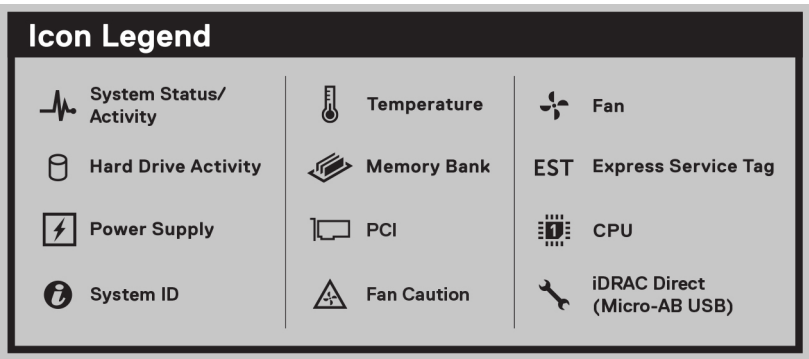 Icon Legend
System Status/
Activity
Hard Drive Activity
Power Supply
System ID
Temperature
Memory Bank
PCI
Fan Caution
Fan
EST Express Service Tag
1 CPU
iDRAC Direct
(Micro-AB USB)